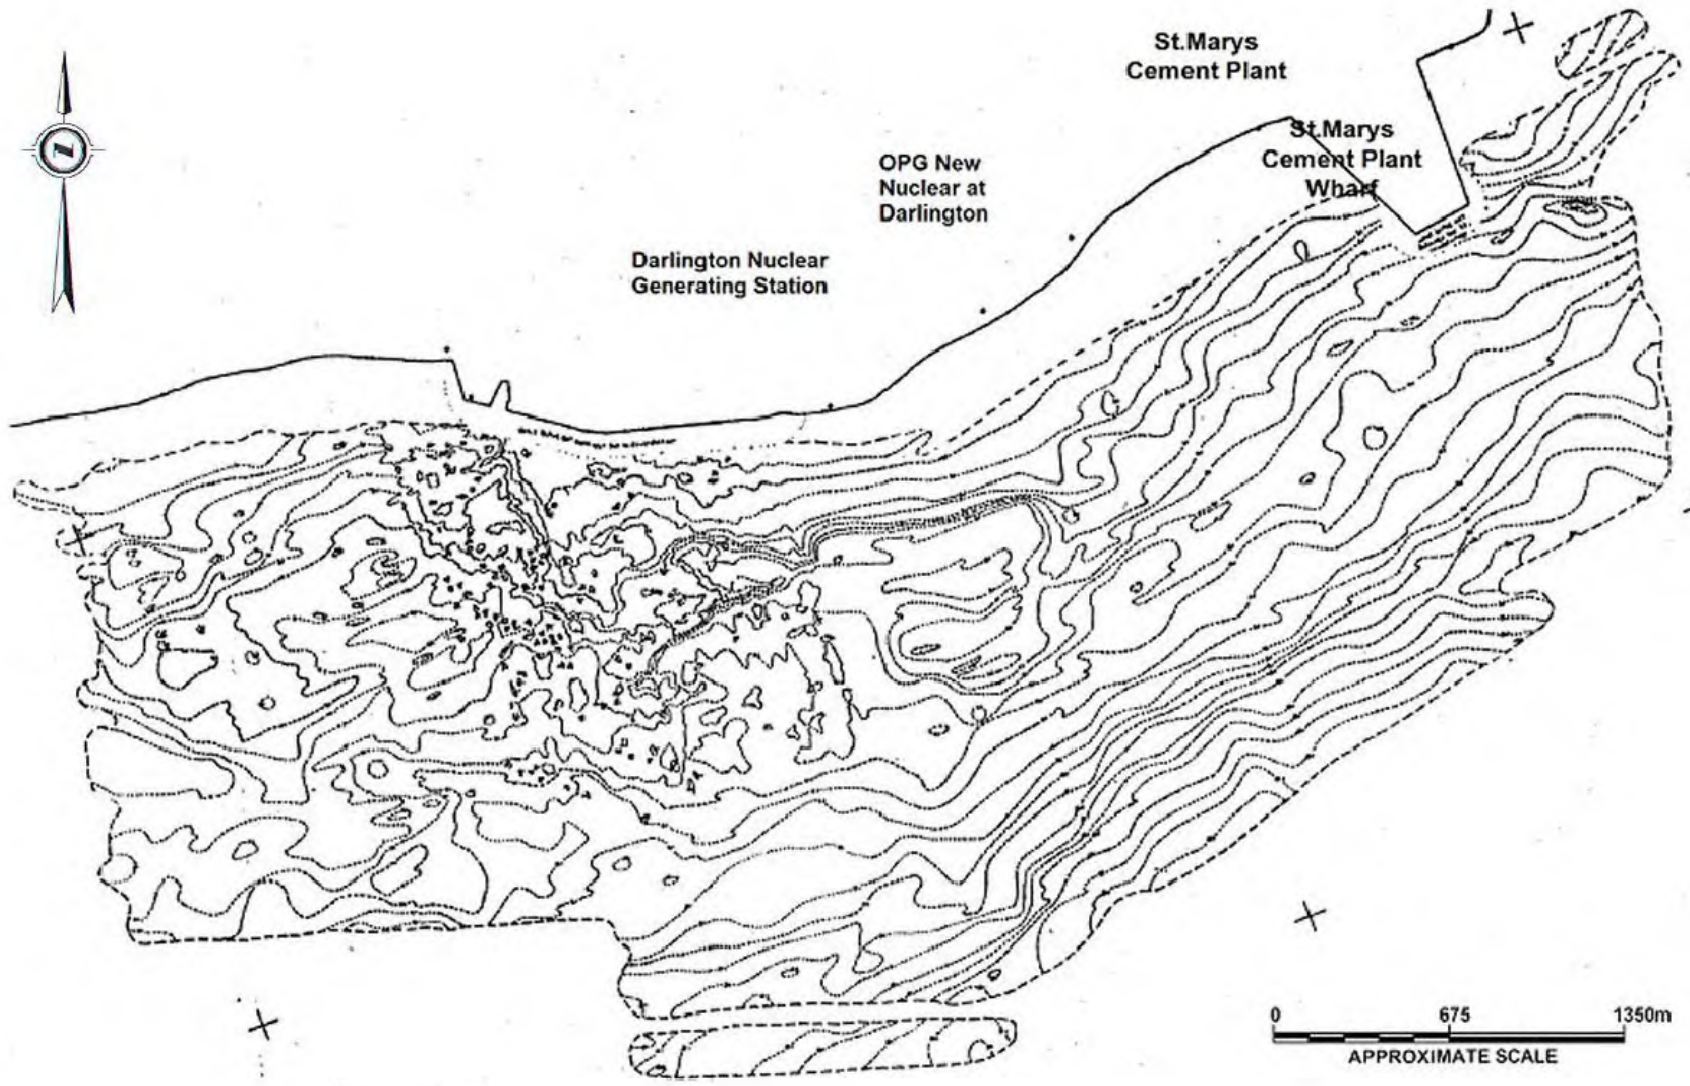 St.Marys
Cement Plant
St.Marys
Cement Plant
Wharf
OPG New
Nuclear at
Darlington
Darlington Nuclear
Generating Station
N
0 675 1350m
APPROXIMATE SCALE